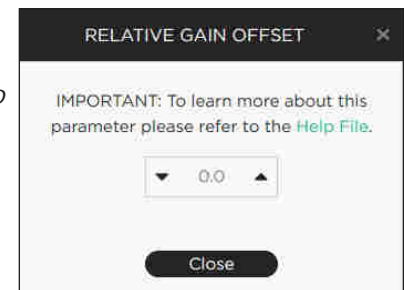 RELATIVE GAIN OFFSET ×
IMPORTANT: To learn more about this
parameter please refer to the Help File.
0.0
Close